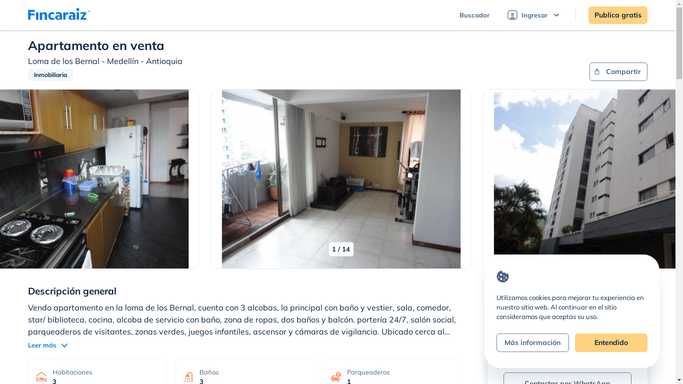 Fincaraiz
Buscador
Ingresar
Publica gratis
Apartamento en venta
Loma de los Bernal - Medellín - Antioquia
Inmobiliaria
Compartir
1 / 14
Descripción general
Vendo apartamento en la loma de los Bernal, cuenta con 3 alcobas, la principal con baño y vestier, sala, comedor,
star/ biblioteca, cocina, alcoba de servicio con baño, zona de ropas, dos baños y balcón. portería 24/7, salón social,
parqueaderos de visitantes, zonas verdes, juegos infantiles, ascensor y cámaras de vigilancia. Ubicado cerca al...
Leer más
Habitaciones
3
Baños
3
Parqueaderos
1
Utilizamos cookies para mejorar tu experiencia en
nuestro sitio web. Al continuar en el sitio
consideramos que aceptas su uso.
Más información
Entendido
Contactar por WhatsApp